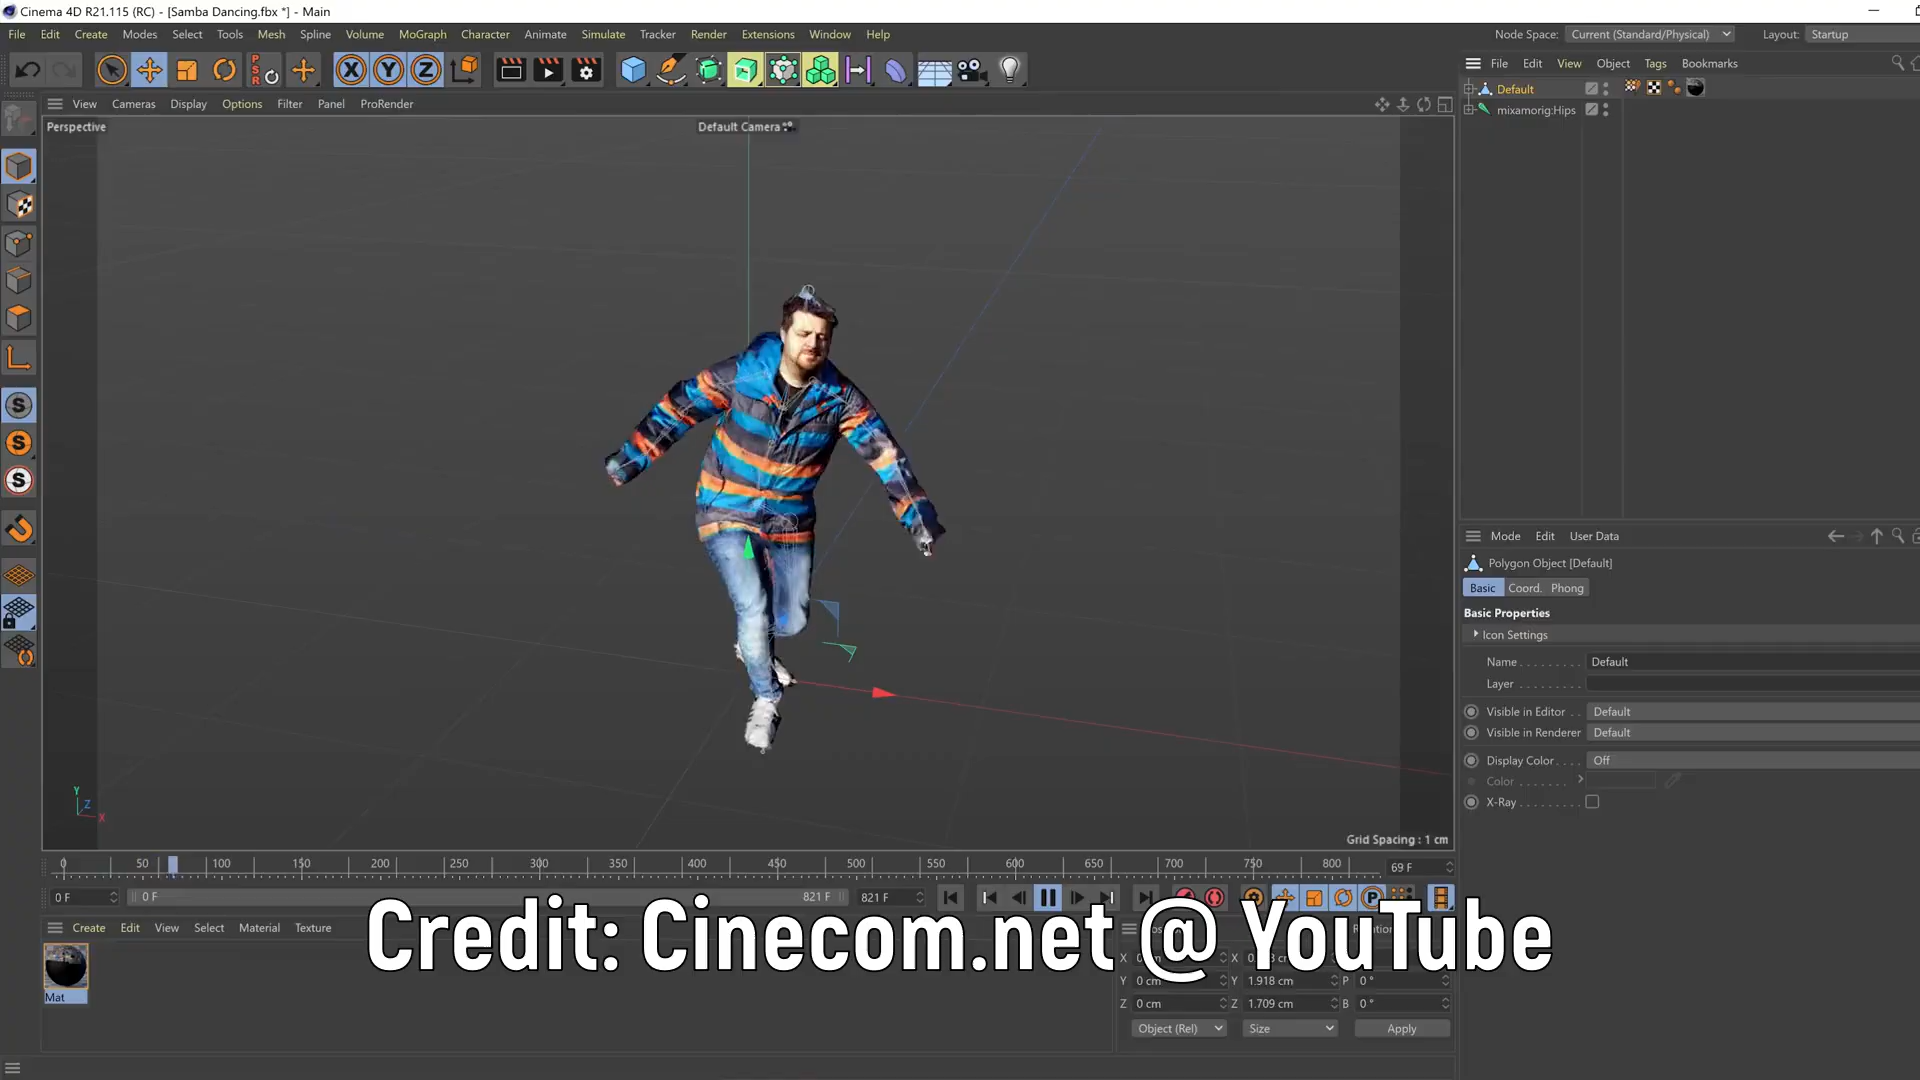 Cinema 4D R21.115 (RC) - [Samba Dancing.fbx *] - Main
File Edit Create Modes Select Tools Mesh Spline Volume MoGraph Character Animate Simulate Tracker Render Extensions Window Help
Node Space: Current (Standard/Physical) Layout: Startup
PSR X Y Z
File Edit View Object Tags Bookmarks
Default
mixamorig:Hips
View Cameras Display Options Filter Panel ProRender
Perspective
Default Camera
S
S
S
Y
Z
X
Grid Spacing : 1 cm
Mode Edit User Data
Polygon Object [Default]
Basic Coord. Phong
Basic Properties
Icon Settings
Name Default
Layer
Visible in Editor Default
Visible in Renderer Default
Display Color Off
Color
X-Ray
0 50 100 150 200 250 300 350 400 450 500 550 600 650 700 750 800 69 F
0 F 0 F 821 F 821 F P
Create Edit View Select Material Texture
Mat
Credit: Cinecom.net @ YouTube
X X
Y 0 cm Y 1.918 cm P 0 °
Z 0 cm Z 1.709 cm B 0 °
Object (Rel) Size Apply